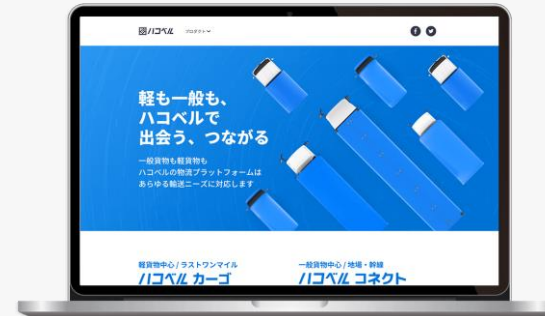 ハコベル
プロダクト
軽も一般も、
ハコベルで
出会う、つながる
一般貨物も軽貨物も
ハコベルの物流プラットフォームは
あらゆる輸送ニーズに対応します
軽貨物中心 / ラストワンマイル
ハコベル カーゴ
一般貨物中心 / 地場・幹線
ハコベル コネクト